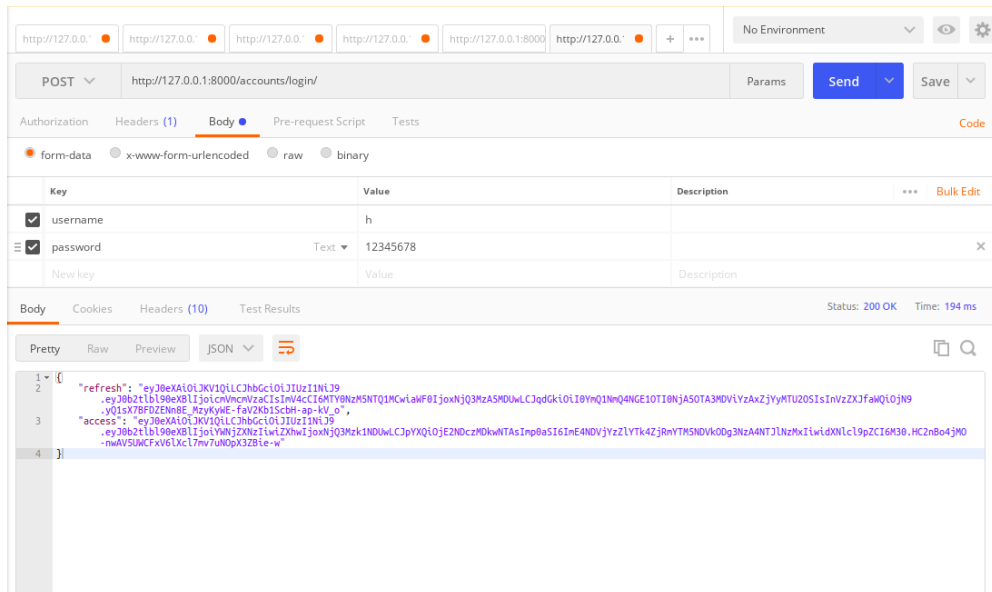 http://127.0.0.1 http://127.0.0.1 http://127.0.0.1 http://127.0.0.1 http://127.0.0.1:8000 http://127.0.0.1 + ••• No Environment
POST http://127.0.0.1:8000/accounts/login/ Params Send Save
Authorization Headers (1) Body Pre-request Script Tests Code
form-data x-www-form-urlencoded raw binary
Key Value Description ••• Bulk Edit
username h
password Text 12345678
New key Value Description
Body Cookies Headers (10) Test Results Status: 200 OK Time: 194 ms
Pretty Raw Preview JSON
1 {
2 "refresh": "eyJ0eXAiOiJKV1QiLCJhbGciOiJIUzI1NiJ9
3 "access": "eyJ0eXAiOiJKV1QiLCJhbGciOiJIUzI1NiJ9
4 }